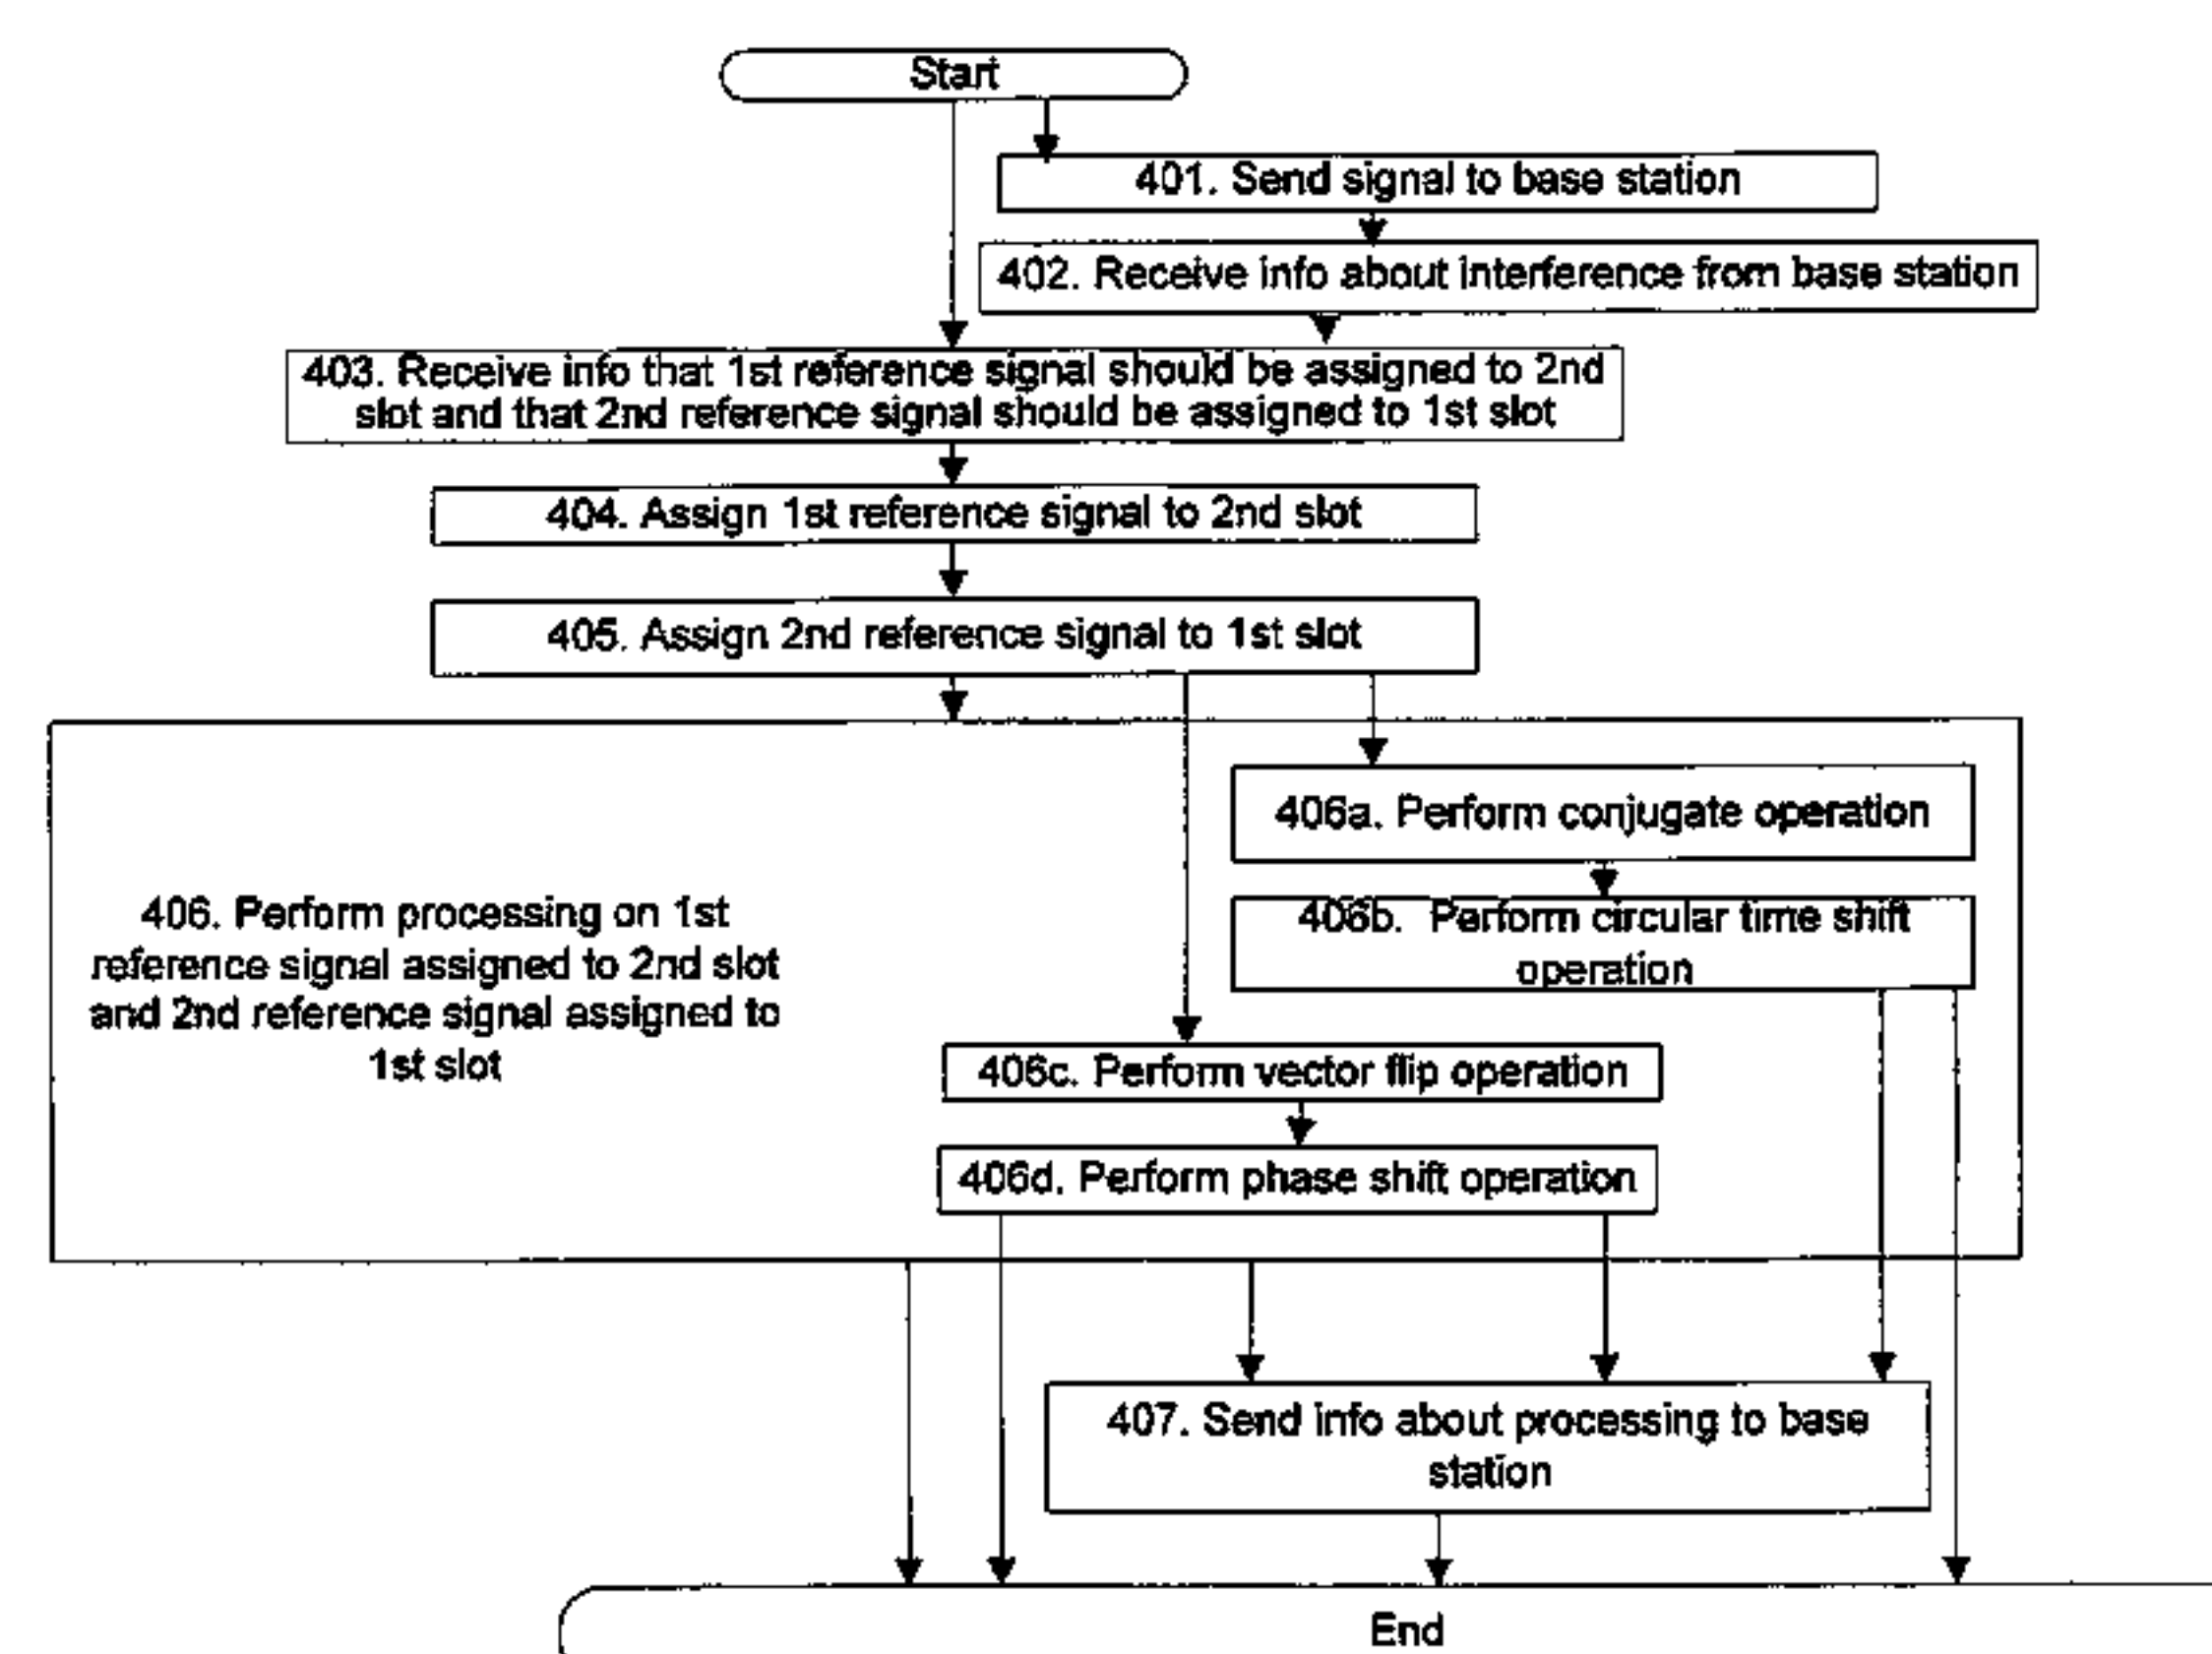 Start
401. Send signal to base station
402. Receive info about interference from base station
403. Receive info that 1st reference signal should be assigned to 2nd
slot and that 2nd reference signal should be assigned to 1st slot
404. Assign 1st reference signal to 2nd slot
405. Assign 2nd reference signal to 1st slot
406. Perform processing on 1st
reference signal assigned to 2nd slot
and 2nd reference signal assigned to
1st slot
406a. Perform conjugate operation
406b. Perform circular time shift
operation
406c. Perform vector flip operation
406d. Perform phase shift operation
407. Send info about processing to base
station
End